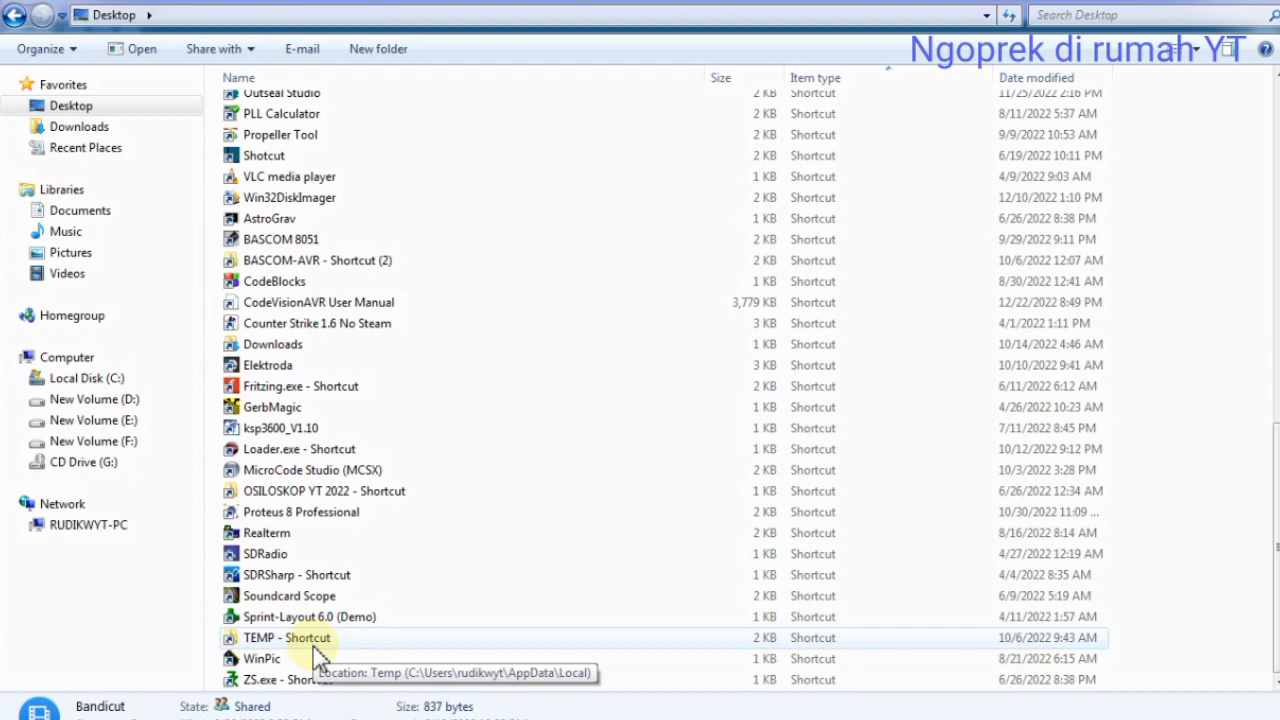 Desktop
Search Desktop
Organize Open Share with E-mail New folder
Ngoprek di rumah YT
Name Size Item type Date modified
Favorites
Desktop
Downloads
Recent Places
Libraries
Documents
Music
Pictures
Videos
Homegroup
Computer
Local Disk (C:)
New Volume (D:)
New Volume (E:)
New Volume (F:)
CD Drive (G:)
Network
RUDIKWYT-PC
Outseal Studio 2 KB Shortcut 11/25/2022 2:16 PM
PLL Calculator 2 KB Shortcut 8/11/2022 5:37 AM
Propeller Tool 2 KB Shortcut 9/9/2022 10:53 AM
Shotcut 2 KB Shortcut 6/19/2022 10:11 PM
VLC media player 1 KB Shortcut 4/9/2022 9:03 AM
Win32DiskImager 2 KB Shortcut 12/10/2022 1:10 PM
AstroGrav 1 KB Shortcut 6/26/2022 8:38 PM
BASCOM 8051 1 KB Shortcut 9/29/2022 9:11 PM
BASCOM-AVR - Shortcut (2) 2 KB Shortcut 10/6/2022 12:07 AM
CodeBlocks 1 KB Shortcut 8/30/2022 12:41 AM
CodeVisionAVR User Manual 3,779 KB Shortcut 12/22/2022 8:49 PM
Counter Strike 1.6 No Steam 3 KB Shortcut 4/1/2022 1:11 PM
Downloads 1 KB Shortcut 10/14/2022 4:46 AM
Elektroda 3 KB Shortcut 10/10/2022 9:41 AM
Fritzing.exe - Shortcut 2 KB Shortcut 6/11/2022 6:12 AM
GerbMagic 1 KB Shortcut 4/26/2022 10:23 AM
ksp3600_V1.10 1 KB Shortcut 7/11/2022 8:45 PM
Loader.exe - Shortcut 1 KB Shortcut 10/12/2022 9:12 PM
MicroCode Studio (MCSX) 1 KB Shortcut 10/3/2022 3:28 PM
OSILOSKOP YT 2022 - Shortcut 1 KB Shortcut 6/26/2022 12:34 AM
Proteus 8 Professional 2 KB Shortcut 10/30/2022 11:09 ...
Realterm 2 KB Shortcut 8/16/2022 8:14 AM
SDRadio 1 KB Shortcut 4/27/2022 12:19 AM
SDRSharp - Shortcut 1 KB Shortcut 4/4/2022 8:35 AM
Soundcard Scope 2 KB Shortcut 6/9/2022 5:19 AM
Sprint-Layout 6.0 (Demo) 1 KB Shortcut 4/11/2022 1:57 AM
TEMP - Shortcut 2 KB Shortcut 10/6/2022 9:43 AM
WinPic 1 KB Shortcut 8/21/2022 6:15 AM
Location: Temp (C:\Users\rudikwyt\AppData\Local)
ZS.exe - 1 KB Shortcut 6/26/2022 8:38 PM
Bandicut State: Shared Size: 837 bytes